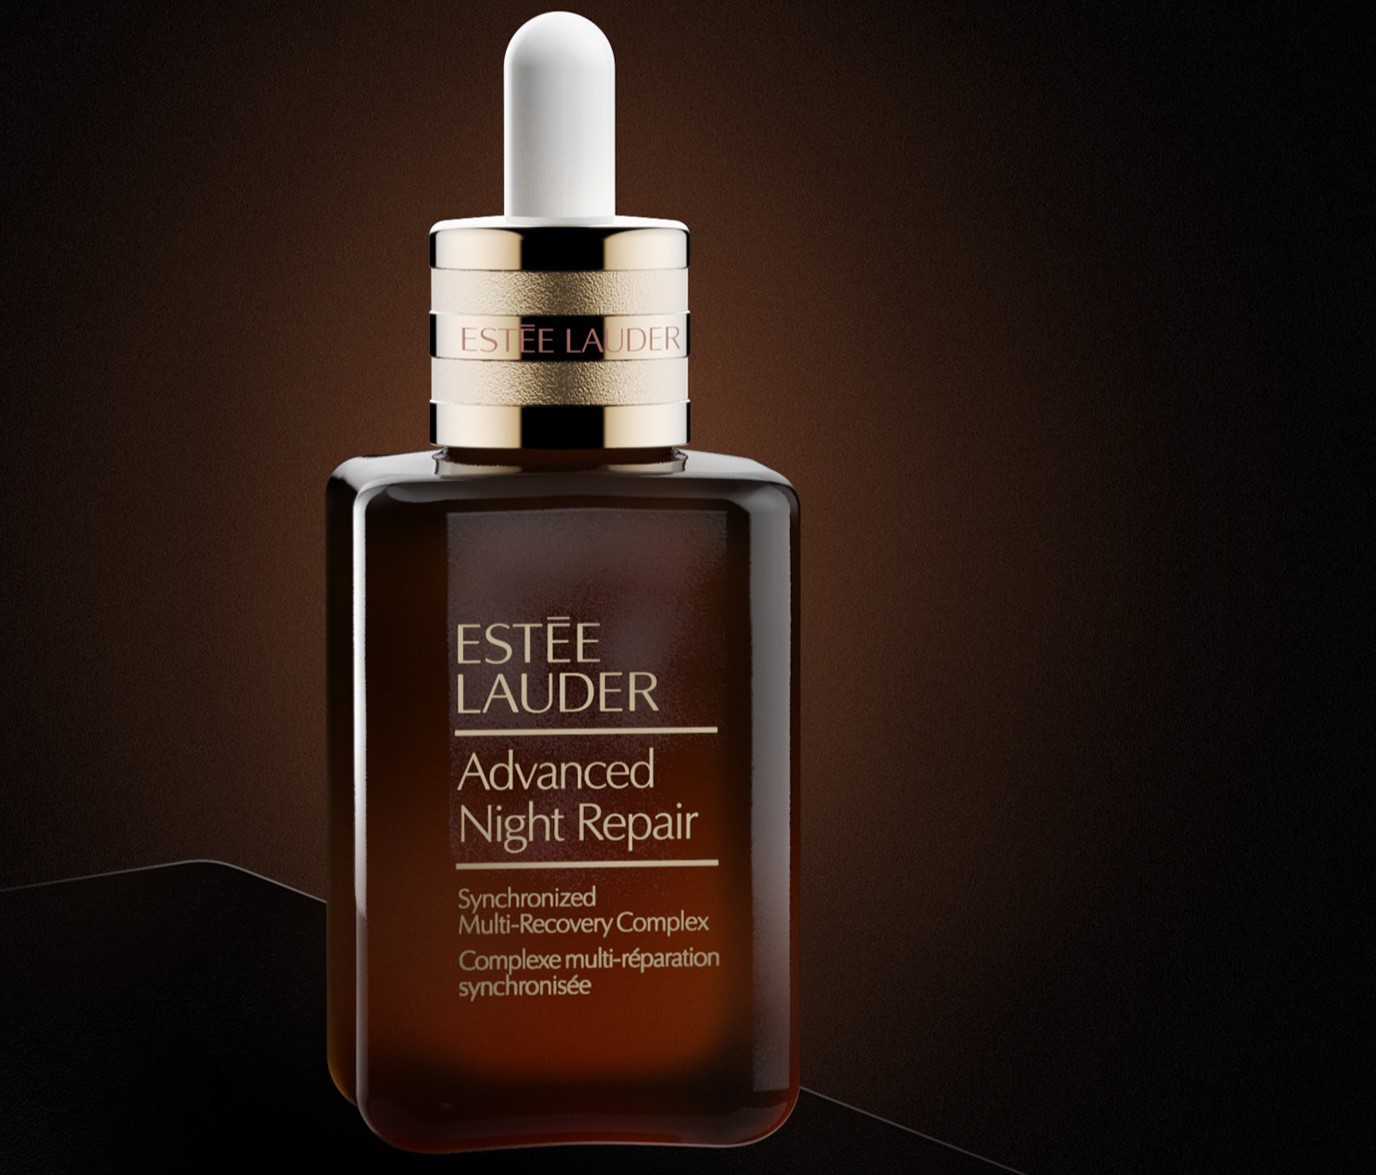 ESTĒE LAUDER
ESTĒE
LAUDER
Advanced
Night Repair
Synchronized
Multi-Recovery Complex
Complexe multi-réparation
synchronisée